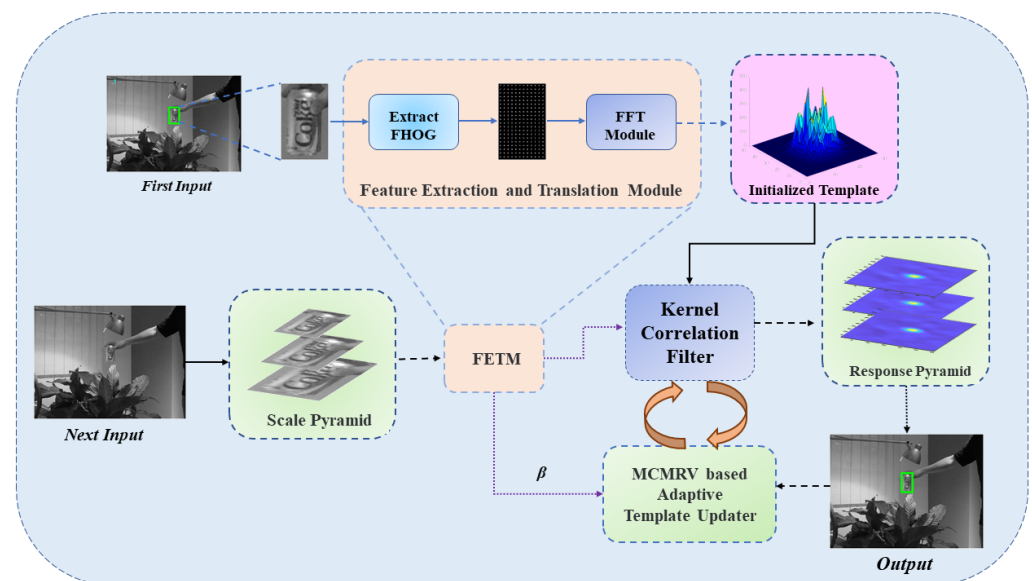 First Input
Coke
Extract
FHOG
FFT
Module
Feature Extraction and Translation Module
Initialized Template
Next Input
Scale Pyramid
FETM
Kernel
Correlation
Filter
Response Pyramid
β
MCMRV based
Adaptive
Template Updater
Output